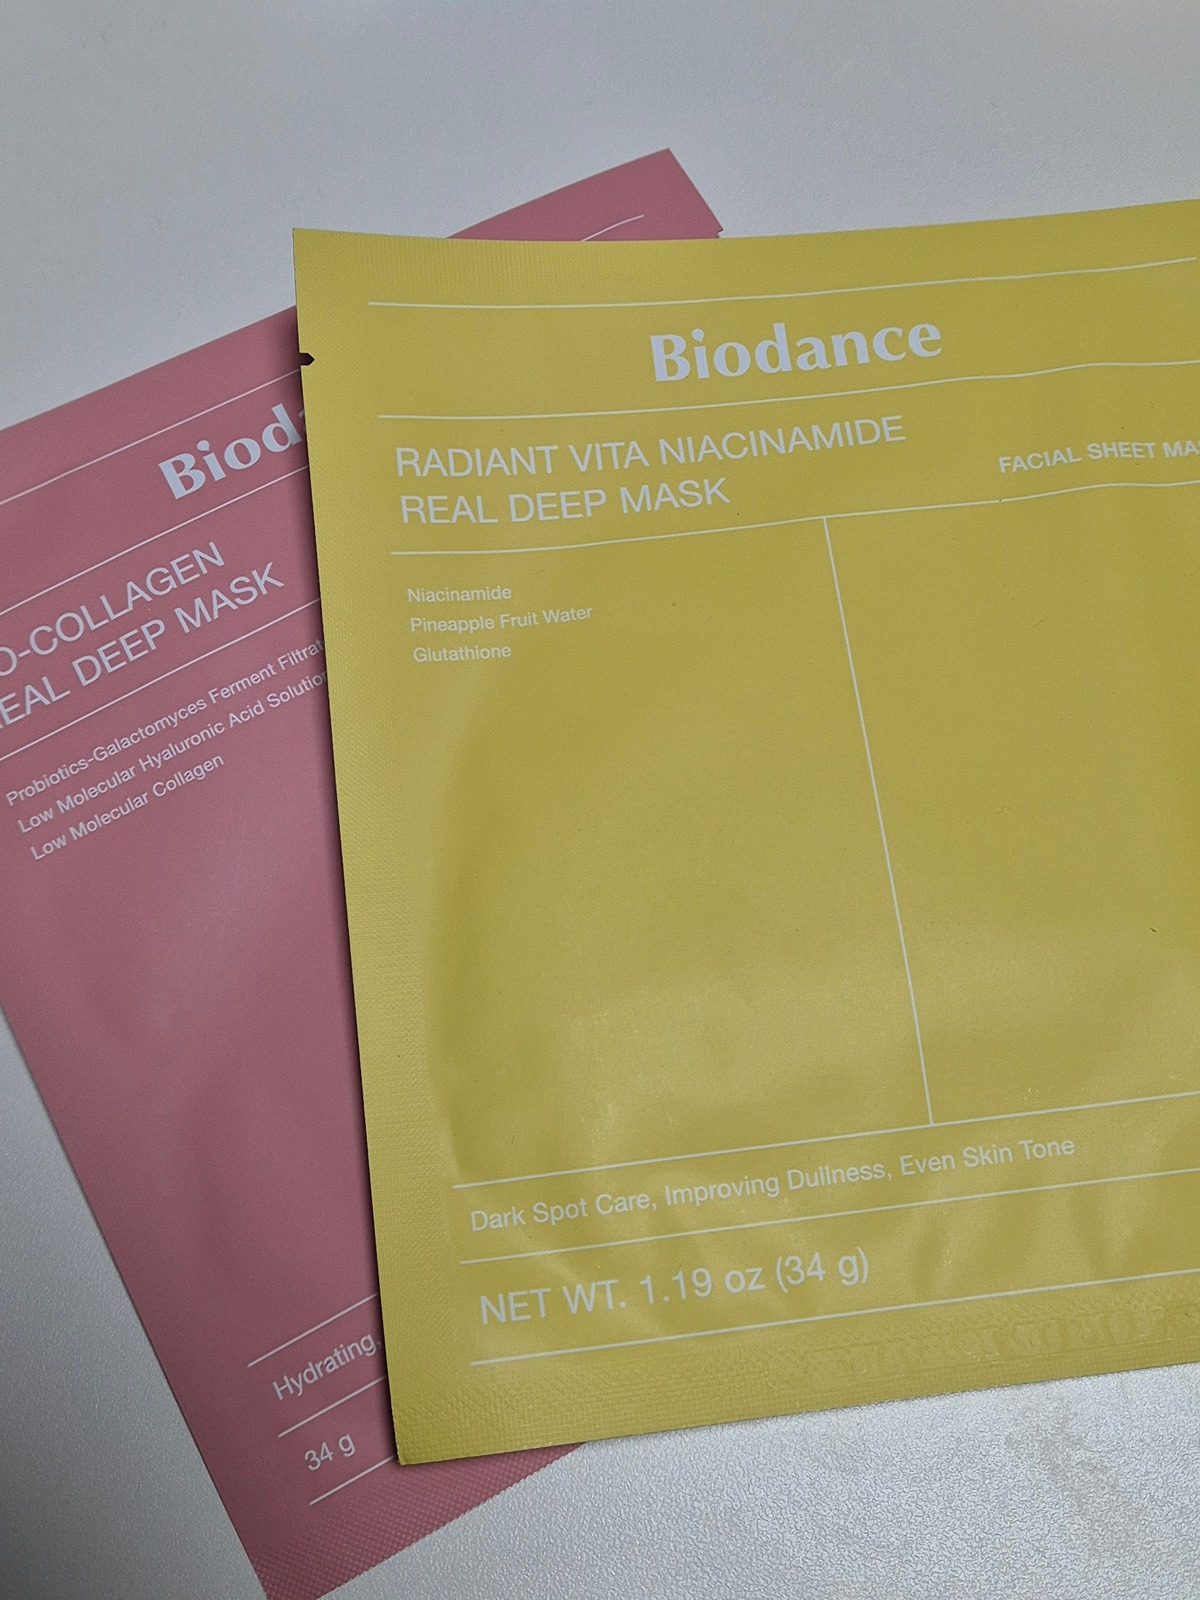 Biodance
RADIANT VITA NIACINAMIDE
REAL DEEP MASK
FACIAL SHEET MA
Niacinamide
Pineapple Fruit Water
Glutathione
Dark Spot Care, Improving Dullness, Even Skin Tone
NET WT. 1.19 oz (34 g)
Biod
O-COLLAGEN
EAL DEEP MASK
Probiotics-Galactomyces Ferment Filtrat
Low Molecular Hyaluronic Acid Solution
Low Molecular Collagen
Hydrating,
34 g